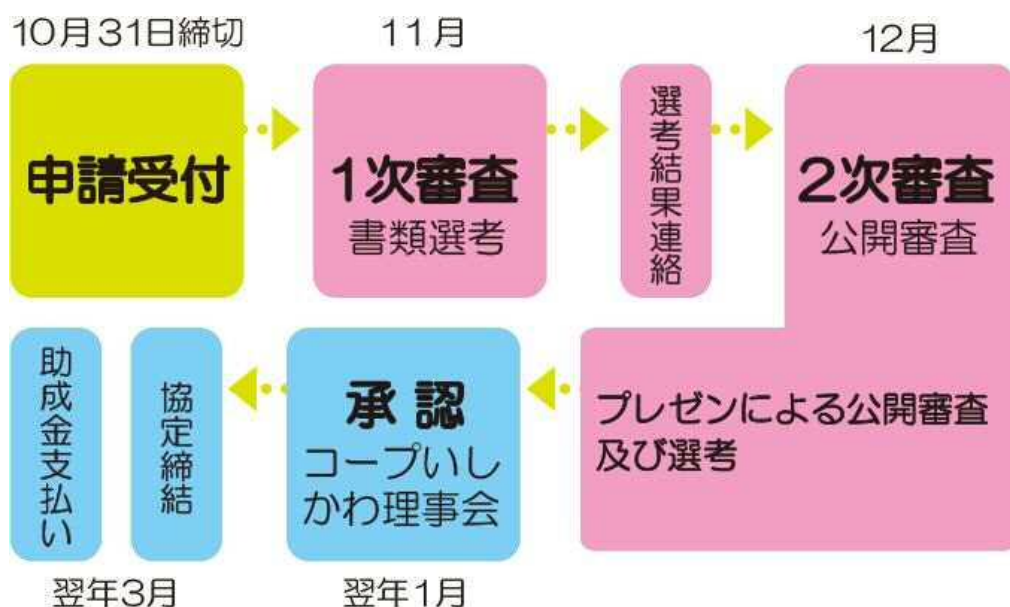 10月31日締切
申請受付
11月
1次審査
書類選考
選考結果連絡
12月
2次審査
公開審査
プレゼンによる公開審査
及び選考
承認
コープいし
かわ理事会
翌年1月
協定締結
助成金支払い
翌年3月